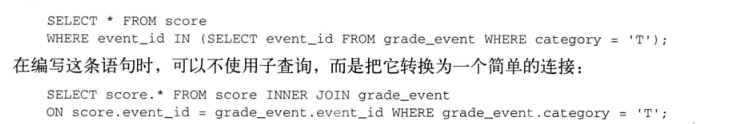 SELECT * FROM score
WHERE event_id IN (SELECT event_id FROM grade_event WHERE category = 'T');
在编写这条语句时，可以不使用子查询，而是把它转换为一个简单的连接：
SELECT score.* FROM score INNER JOIN grade_event
ON score.event_id = grade_event.event_id WHERE grade_event.category = 'T';